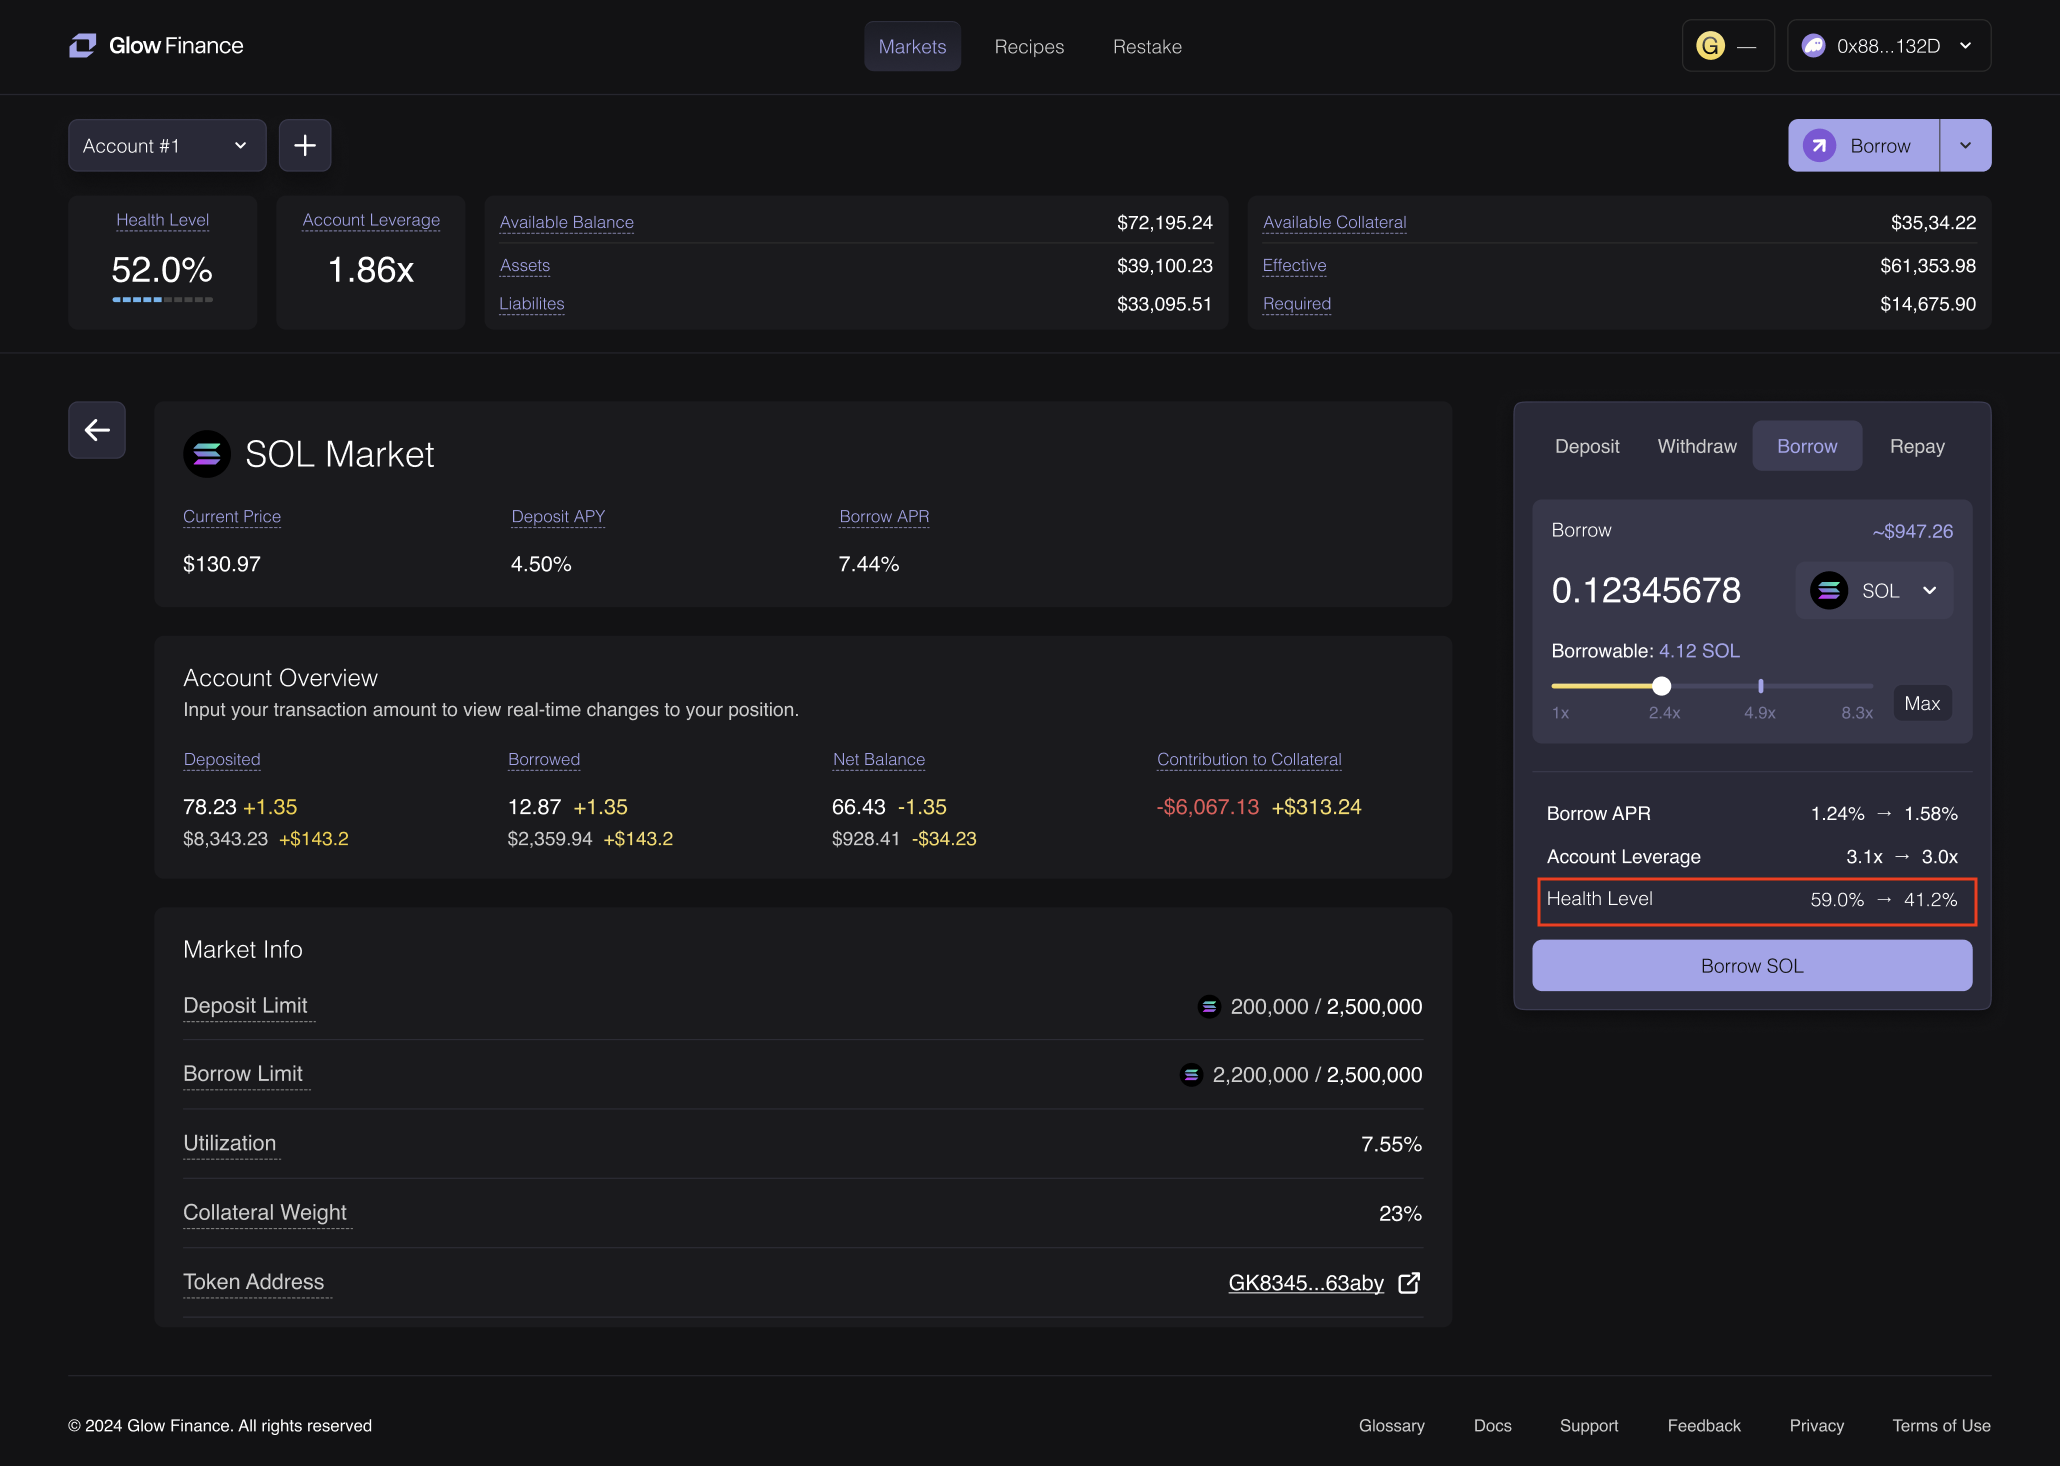 Glow Finance
Markets
Recipes
Restake
G —
0x88...132D
Account #1
Borrow
Health Level
52.0%
Account Leverage
1.86x
Available Balance $72,195.24
Assets $39,100.23
Liabilites $33,095.51
Available Collateral $35,34.22
Effective $61,353.98
Required $14,675.90
SOL Market
Current Price Deposit APY Borrow APR
$130.97 4.50% 7.44%
Account Overview
Input your transaction amount to view real-time changes to your position.
Deposited Borrowed Net Balance Contribution to Collateral
78.23 +1.35 12.87 +1.35 66.43 -1.35 -$6,067.13 +$313.24
$8,343.23 +$143.2 $2,359.94 +$143.2 $928.41 -$34.23
Market Info
Deposit Limit 200,000 / 2,500,000
Borrow Limit 2,200,000 / 2,500,000
Utilization 7.55%
Collateral Weight 23%
Token Address GK8345...63aby
Deposit Withdraw Borrow Repay
Borrow ~$947.26
0.12345678 SOL
Borrowable: 4.12 SOL
1x 2.4x 4.9x 8.3x Max
Borrow APR 1.24% → 1.58%
Account Leverage 3.1x → 3.0x
Health Level 59.0% → 41.2%
Borrow SOL
© 2024 Glow Finance. All rights reserved
Glossary Docs Support Feedback Privacy Terms of Use